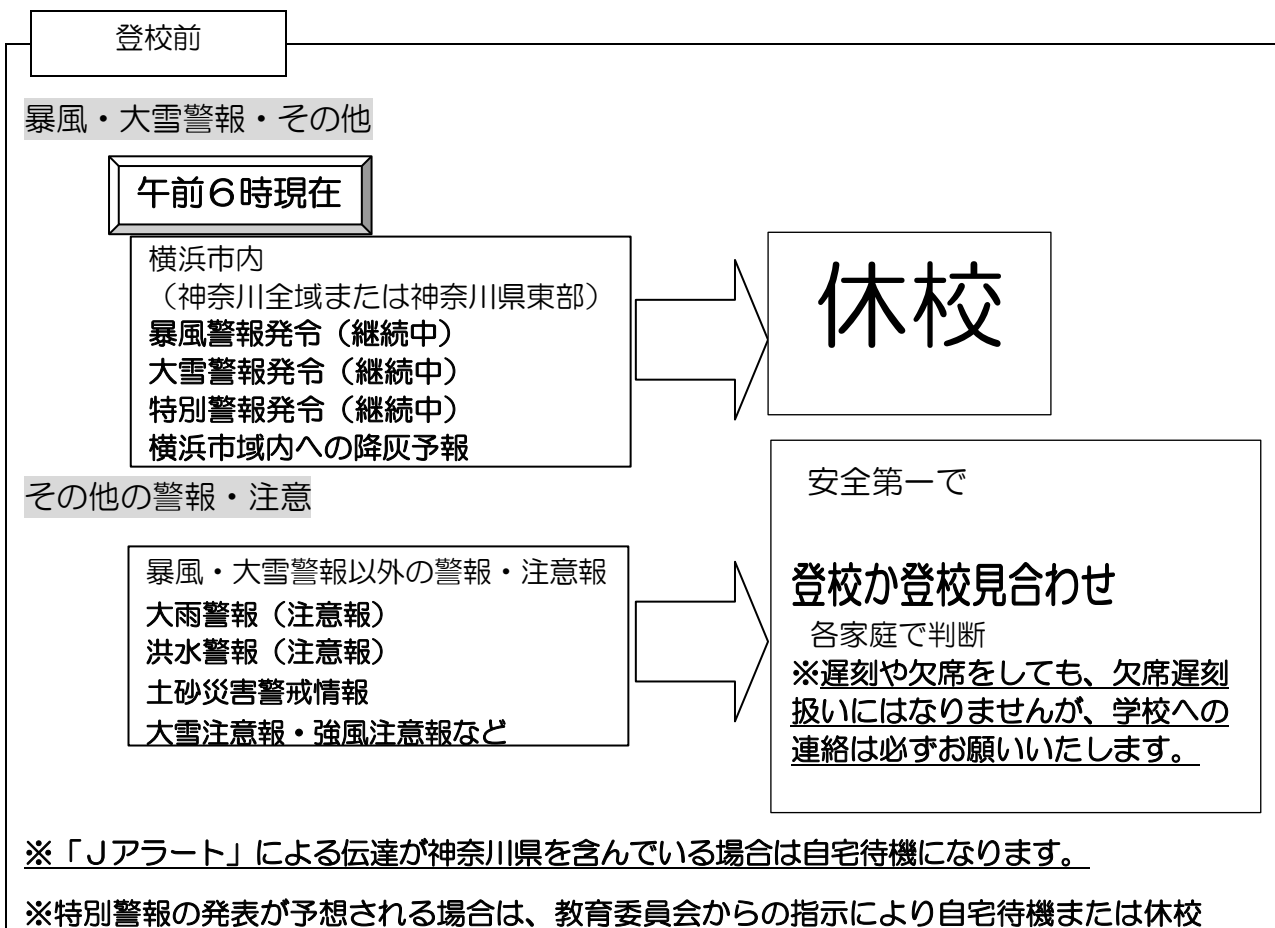 登校前
暴風・大雪警報・その他
午前６時現在
横浜市内
（神奈川全域または神奈川県東部）
暴風警報発令（継続中）
大雪警報発令（継続中）
特別警報発令（継続中）
横浜市域内への降灰予報
休校
その他の警報・注意
暴風・大雪警報以外の警報・注意報
大雨警報（注意報）
洪水警報（注意報）
土砂災害警戒情報
大雪注意報・強風注意報など
安全第一で
登校か登校見合わせ
各家庭で判断
※遅刻や欠席をしても、欠席遅刻
扱いにはなりませんが、学校への
連絡は必ずお願いいたします。
※「Ｊアラート」による伝達が神奈川県を含んでいる場合は自宅待機になります。
※特別警報の発表が予想される場合は、教育委員会からの指示により自宅待機または休校